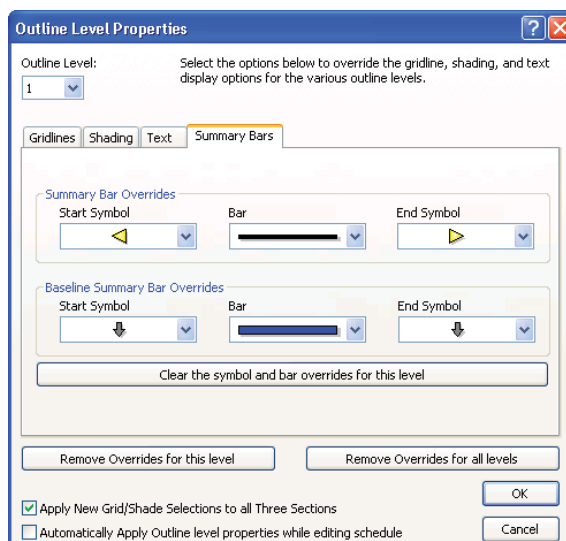 Outline Level Properties
Outline Level:
Select the options below to override the gridline, shading, and text
display options for the various outline levels.
1
Gridlines Shading Text Summary Bars
Summary Bar Overrides
Start Symbol Bar End Symbol
Baseline Summary Bar Overrides
Start Symbol Bar End Symbol
Clear the symbol and bar overrides for this level
Remove Overrides for this level Remove Overrides for all levels
OK
Apply New Grid/Shade Selections to all Three Sections
Automatically Apply Outline level properties while editing schedule
Cancel